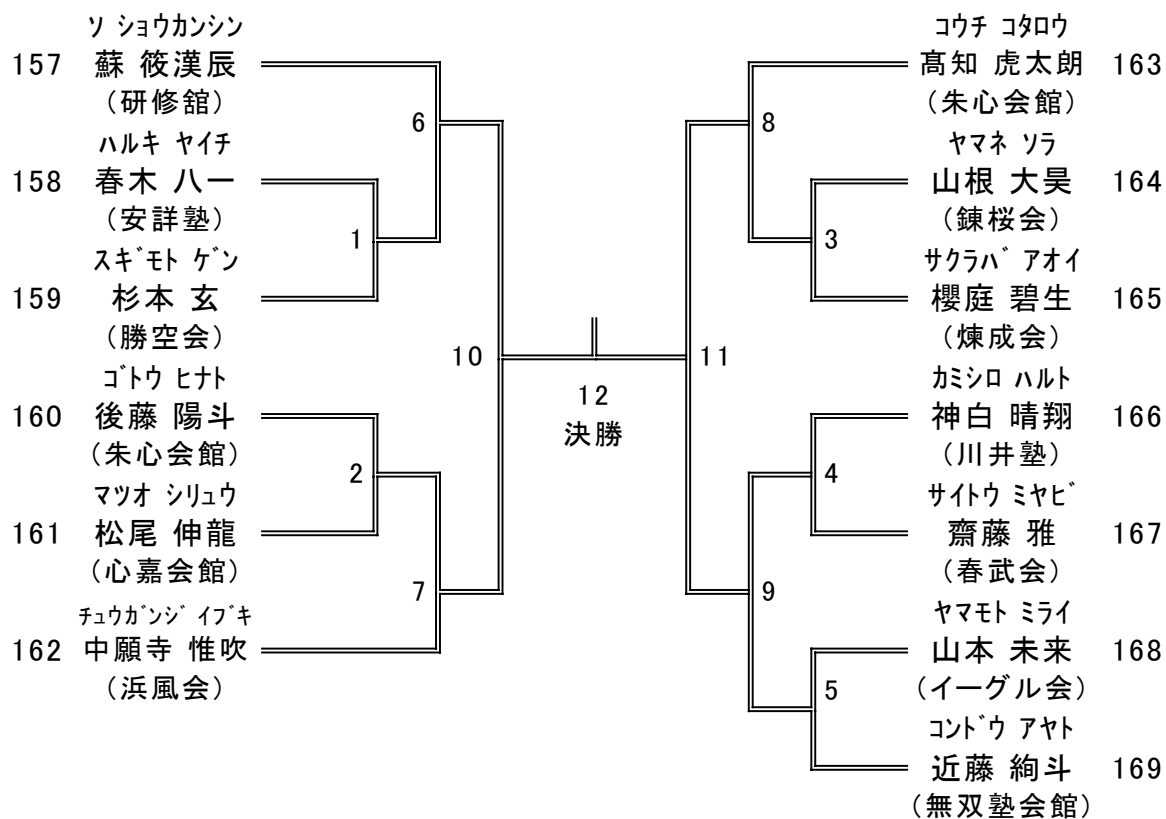 ソ ショウカンシン
157 蘇 筱漢辰
(研修舘)
ハルキ ヤイチ
158 春木 八一
(安詳塾)
スギモト ゲン
159 杉本 玄
(勝空会)
ゴトウ ヒナト
160 後藤 陽斗
(朱心会館)
マツオ シリュウ
161 松尾 伸龍
(心嘉会館)
チュウガンジ イブキ
162 中願寺 惟吹
(浜風会)
6
1
10
2
7
12
決勝
コウチ コタロウ
髙知 虎太朗 163
(朱心会館)
ヤマネ ソラ
山根 大昊 164
(錬桜会)
サクラバ アオイ
櫻庭 碧生 165
(煉成会)
カミシロ ハルト
神白 晴翔 166
(川井塾)
サイトウ ミヤビ
齋藤 雅 167
(春武会)
ヤマモト ミライ
山本 未来 168
(イーグル会)
コンドウ アヤト
近藤 絢斗 169
(無双塾会館)
8
3
11
4
9
5